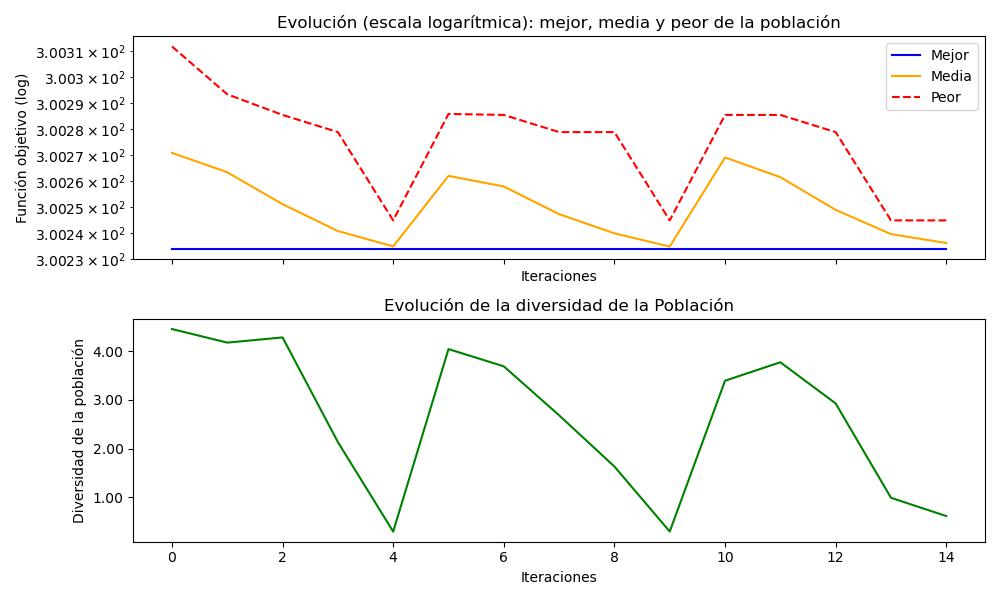 Evolución (escala logarítmica): mejor, media y peor de la población
Función objetivo (log)
3.0031 × 10²
3.003 × 10²
3.0029 × 10²
3.0028 × 10²
3.0027 × 10²
3.0026 × 10²
3.0025 × 10²
3.0024 × 10²
3.0023 × 10²
Mejor
Media
Peor
Iteraciones
Evolución de la diversidad de la Población
Diversidad de la población
4.00
3.00
2.00
1.00
0 2 4 6 8 10 12 14
Iteraciones